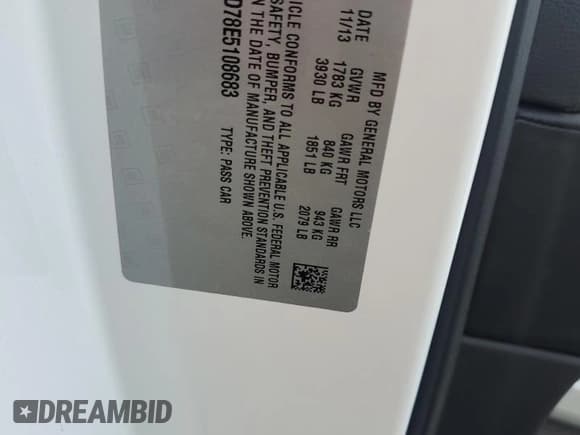 MFD BY GENERAL MOTORS LLC
DATE GVWR GAWR FRT GAWR RR
11/13 1783 KG 840 KG 943 KG
3930 LB 1851 LB 2079 LB
CONFORMS TO ALL APPLICABLE U.S. FEDERAL MOTOR
SAFETY, BUMPER, AND THEFT PREVENTION STANDARDS IN
ON THE DATE OF MANUFACTURE SHOWN ABOVE.
D78E5108683 TYPE: PASS CAR
DREAMBID